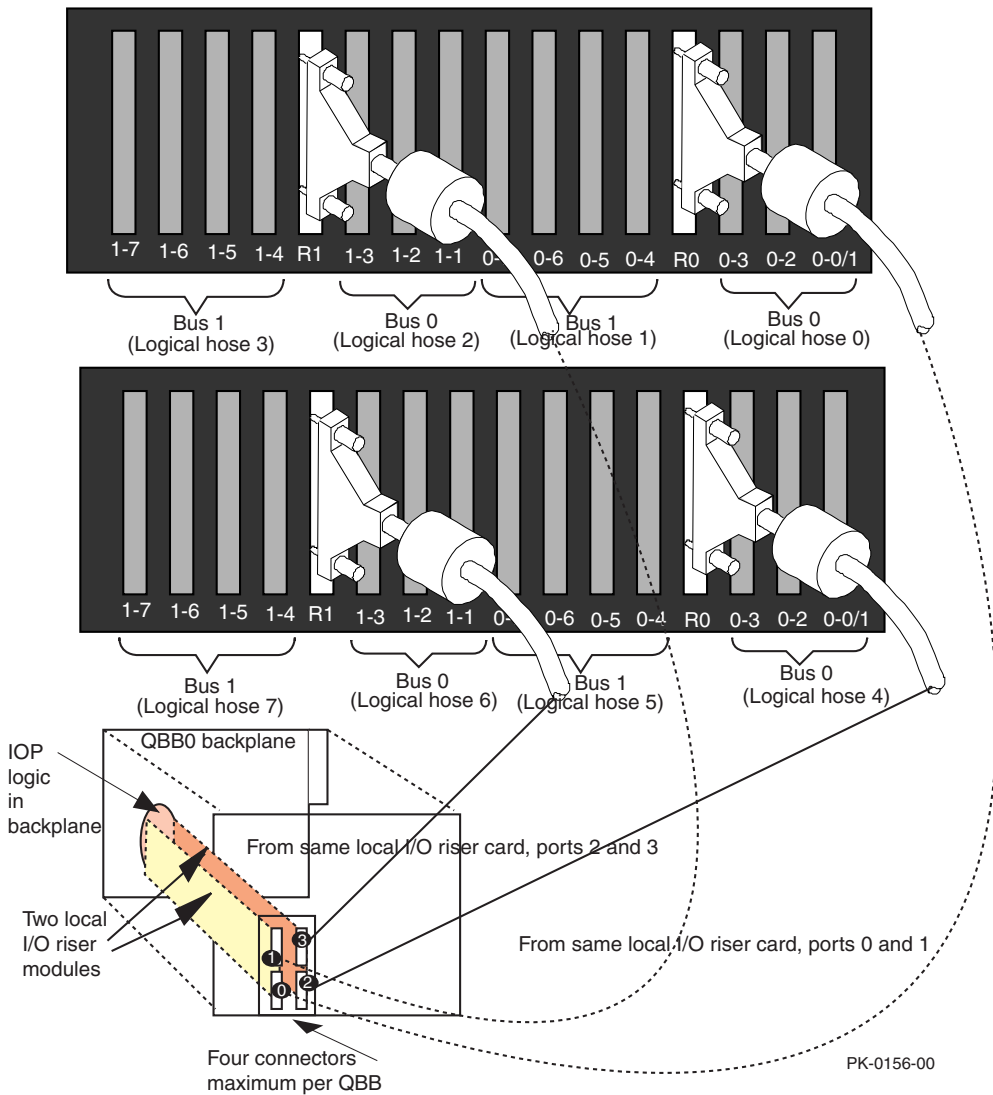 1-7 1-6 1-5 1-4 R1 1-3 1-2 1-1 0- 0-6 0-5 0-4 R0 0-3 0-2 0-0/1
Bus 1
(Logical hose 3)
Bus 0
(Logical hose 2)
Bus 1
(Logical hose 1)
Bus 0
(Logical hose 0)
1-7 1-6 1-5 1-4 R1 1-3 1-2 1-1 0- 0-6 0-5 0-4 R0 0-3 0-2 0-0/1
Bus 1
(Logical hose 7)
Bus 0
(Logical hose 6)
Bus 1
(Logical hose 5)
Bus 0
(Logical hose 4)
QBB0 backplane
IOP
logic
in
backplane
From same local I/O riser card, ports 2 and 3
Two local
I/O riser
modules
3
1
2
0
From same local I/O riser card, ports 0 and 1
Four connectors
maximum per QBB
PK-0156-00